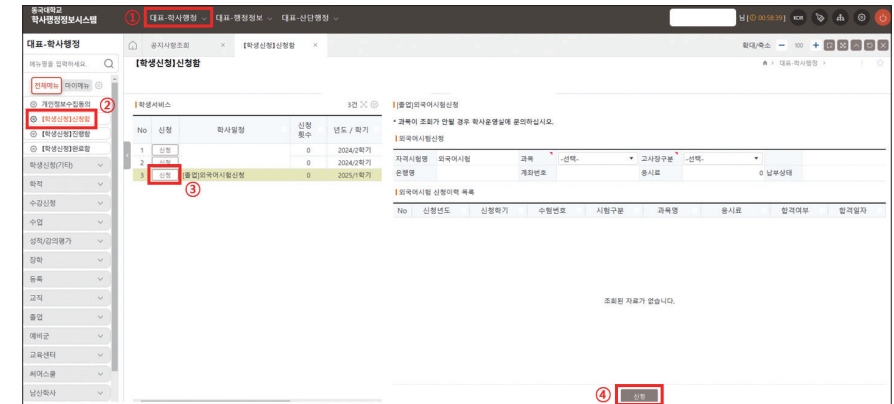 동국대학교
학사행정정보시스템
① 대표-학사행정 대표-행정정보 대표-산단행정
님 [ 00:58:39] KOR
대표-학사행정
공지사항조회 × [학생신청]신청함 ×
확대/축소 − 100 +
메뉴명을 입력하세요.
[학생신청]신청함
대표-학사행정 >
전체메뉴 마이메뉴
개인정보수집동의 ②
[학생신청]신청함
[학생신청]진행함
[학생신청]완료함
학생신청(기타)
학적
수강신청
수업
성적/강의평가
장학
등록
교직
졸업
예비군
교육센터
써머스쿨
남산학사
학생서비스 3건
No 신청 학사일정 신청횟수 년도 / 학기
1 신청 0 2024/2학기
2 신청 0 2024/2학기
3 신청 [졸업]외국어시험신청 0 2025/1학기
③
[졸업]외국어시험신청
* 과목이 조회가 안될 경우 학사운영실에 문의하십시오.
외국어시험신청
자격시험명 외국어시험 과목 -선택- 고사장구분 -선택-
은행명 계좌번호 응시료 0 납부상태
외국어시험 신청이력 목록
No 신청년도 신청학기 수험번호 시험구분 과목명 응시료 합격여부 합격일자
조회된 자료가 없습니다.
④ 신청